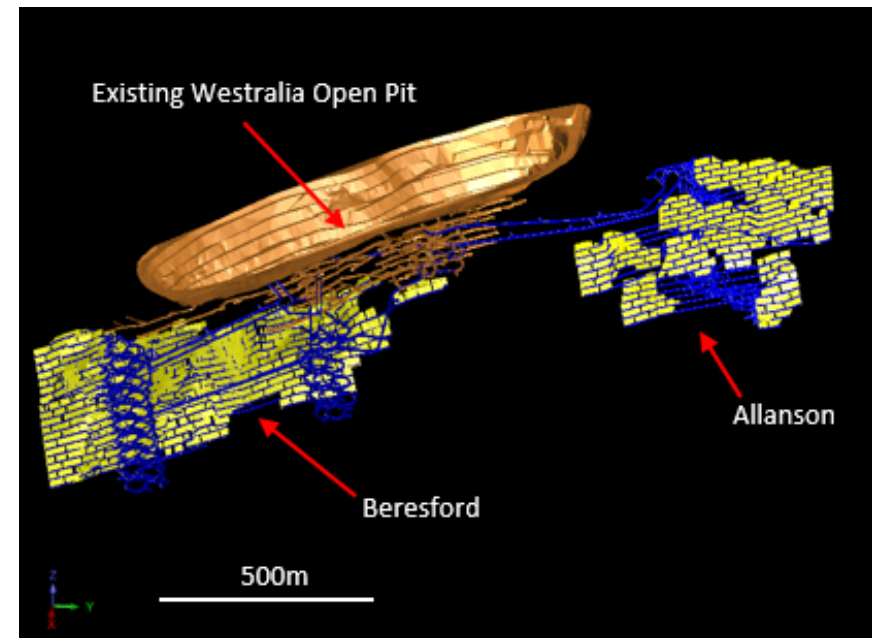 Existing Westralia Open Pit
Allanson
Beresford
500m
Z
Y
X